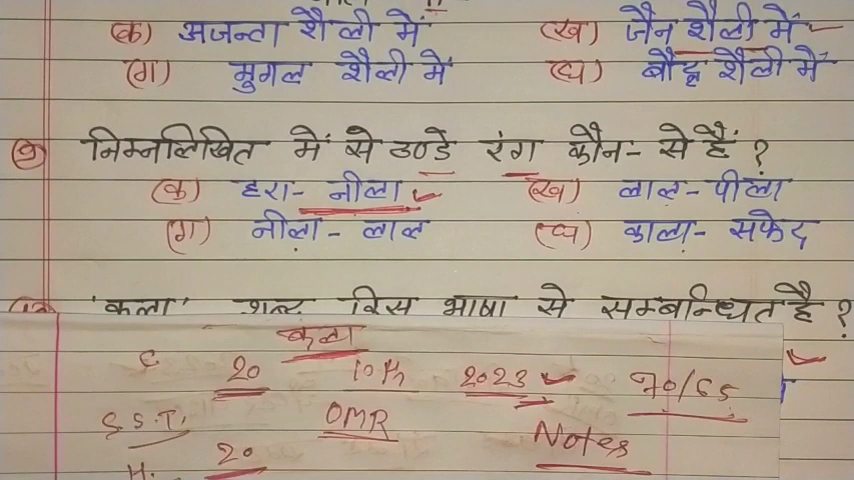 (क) अजन्ता शैली में (ख) जैन शैली में
(ग) मुगल शैली में (घ) बौद्ध शैली में
निम्नलिखित में से ठण्डे रंग कौन-से हैं ?
(क) हरा-नीला (ख) लाल-पीला
(ग) नीला-लाल (घ) काला-सफेद
'कला' शब्द किस भाषा से सम्बन्धित है ?
कला
20 10th 2023 70/65
S.S.T. OMR Notes
H. 20